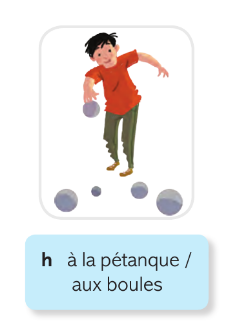 h à la pétanque /
aux boules